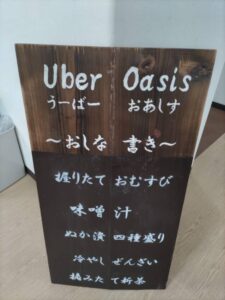 Uber Oasis
うーばー おあしす
～おしな書き～
握りたて おむすび
味噌汁
ぬか漬 四種盛り
冷やし ぜんざい
摘みたて新茶